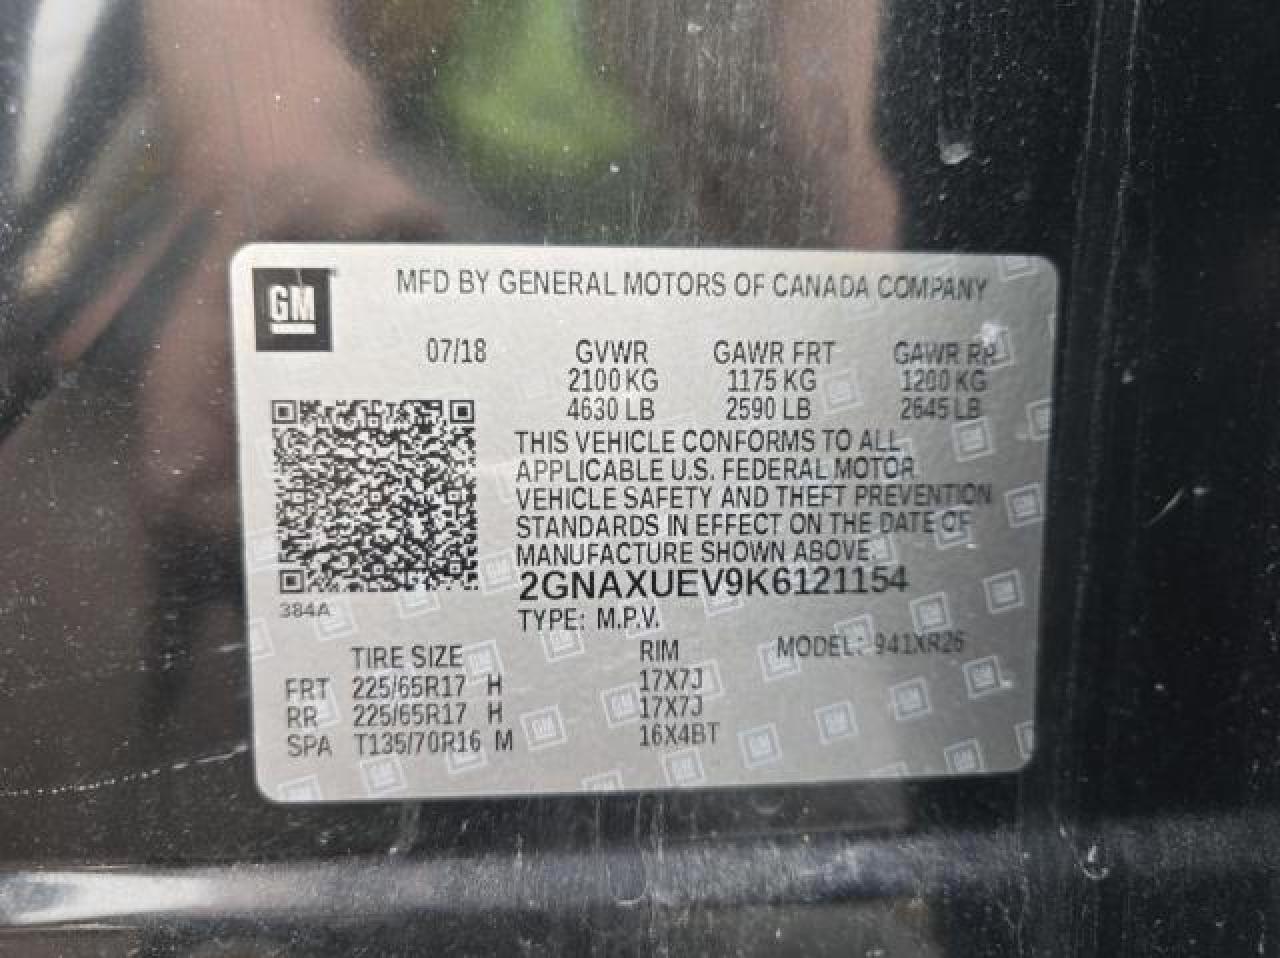 GM
MFD BY GENERAL MOTORS OF CANADA COMPANY
07/18 GVWR GAWR FRT GAWR RR
2100 KG 1175 KG 1200 KG
4630 LB 2590 LB 2645 LB
THIS VEHICLE CONFORMS TO ALL
APPLICABLE U.S. FEDERAL MOTOR
VEHICLE SAFETY AND THEFT PREVENTION
STANDARDS IN EFFECT ON THE DATE OF
MANUFACTURE SHOWN ABOVE.
2GNAXUEV9K6121154
384A
TYPE: M.P.V.
TIRE SIZE RIM MODEL: 941XR26
FRT 225/65R17 H 17X7J
RR 225/65R17 H 17X7J
SPA T135/70R16 M 16X4BT